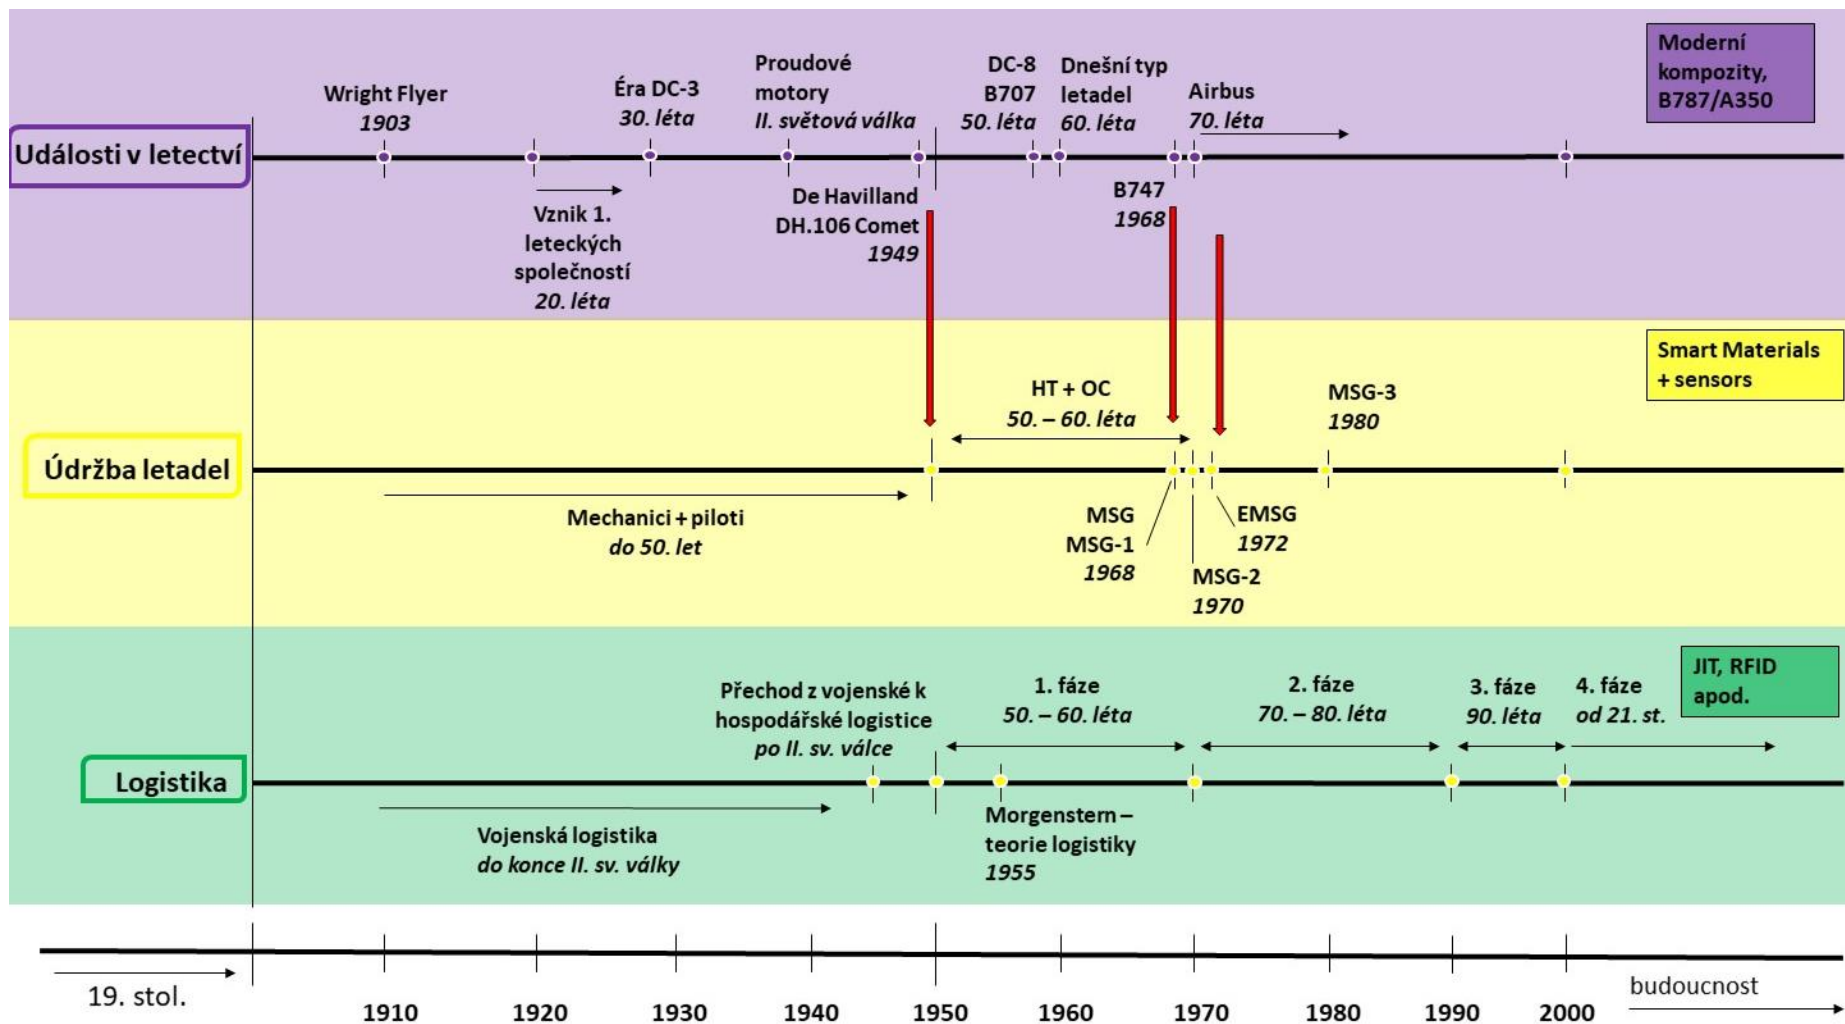 Události v letectví
Wright Flyer
1903
Vznik 1.
leteckých
společností
20. léta
Éra DC-3
30. léta
Proudové
motory
II. světová válka
De Havilland
DH.106 Comet
1949
DC-8
B707
50. léta
Dnešní typ
letadel
60. léta
B747
1968
Airbus
70. léta
Moderní
kompozity,
B787/A350
Údržba letadel
Mechanici + piloti
do 50. let
HT + OC
50. – 60. léta
MSG
MSG-1
1968
MSG-2
1970
EMSG
1972
MSG-3
1980
Smart Materials
+ sensors
Logistika
Vojenská logistika
do konce II. sv. války
Přechod z vojenské k
hospodářské logistice
po II. sv. válce
1. fáze
50. – 60. léta
Morgenstern –
teorie logistiky
1955
2. fáze
70. – 80. léta
3. fáze
90. léta
4. fáze
od 21. st.
JIT, RFID
apod.
19. stol.
1910
1920
1930
1940
1950
1960
1970
1980
1990
2000
budoucnost